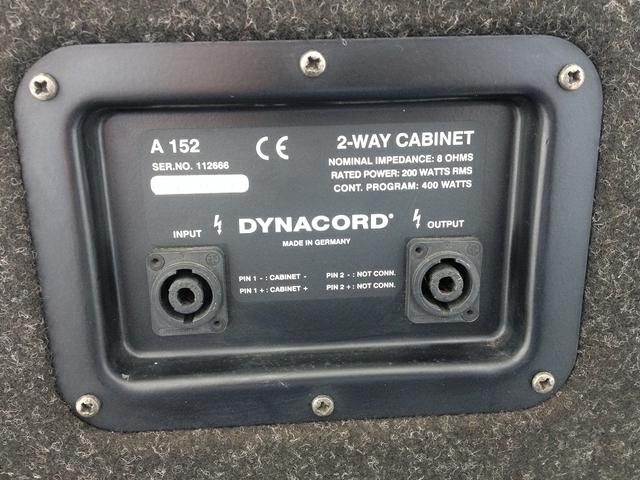 A 152
CE
2-WAY CABINET
SER.NO. 112666
NOMINAL IMPEDANCE: 8 OHMS
RATED POWER: 200 WATTS RMS
CONT. PROGRAM: 400 WATTS
INPUT
DYNACORD®
OUTPUT
MADE IN GERMANY
PIN 1 - : CABINET - PIN 2 - : NOT CONN.
PIN 1 + : CABINET + PIN 2 + : NOT CONN.